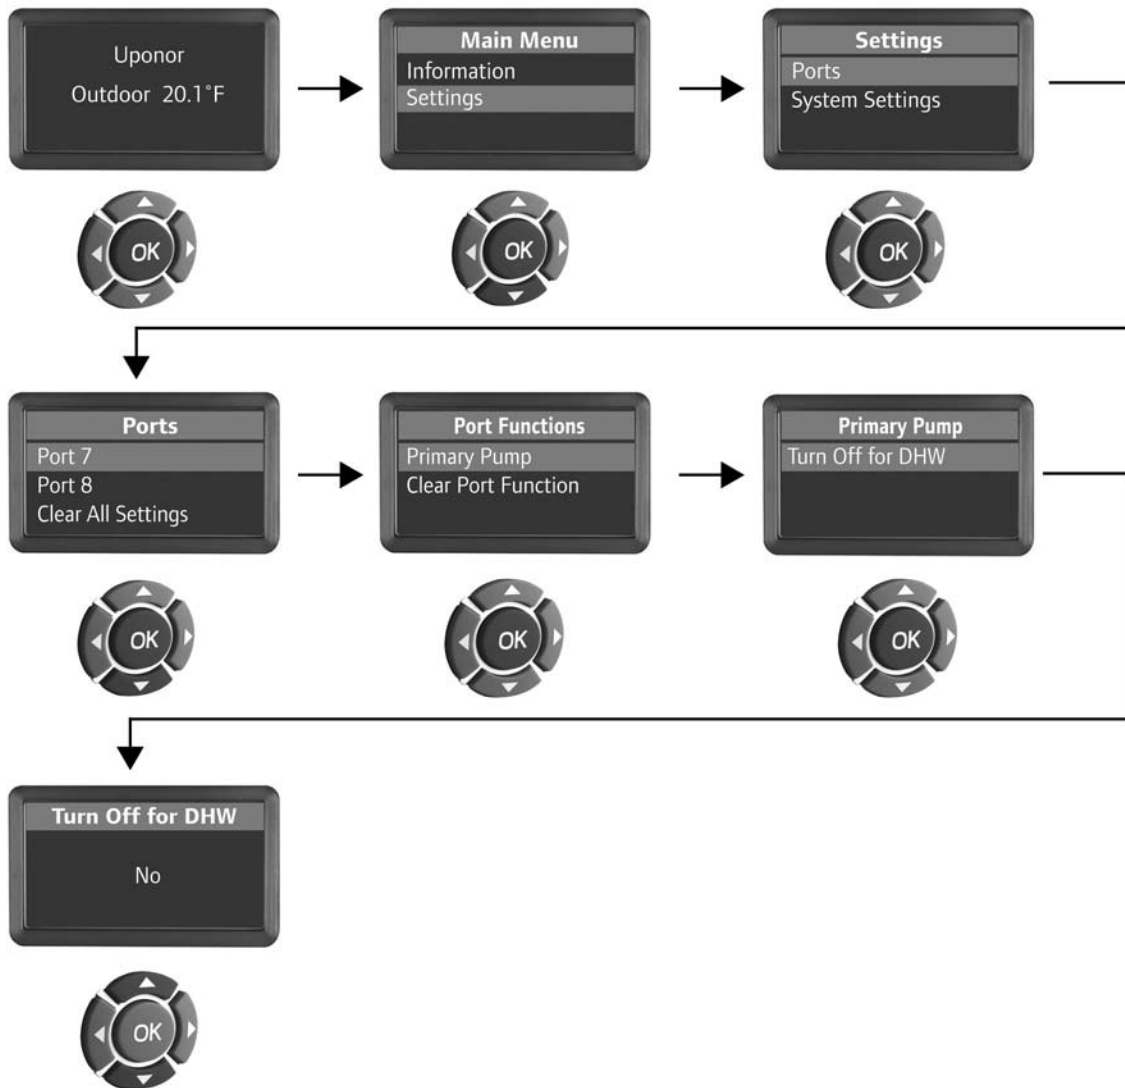 Uponor
Outdoor 20.1°F
OK
Main Menu
Information
Settings
OK
Settings
Ports
System Settings
OK
Ports
Port 7
Port 8
Clear All Settings
OK
Port Functions
Primary Pump
Clear Port Function
OK
Primary Pump
Turn Off for DHW
OK
Turn Off for DHW
No
OK